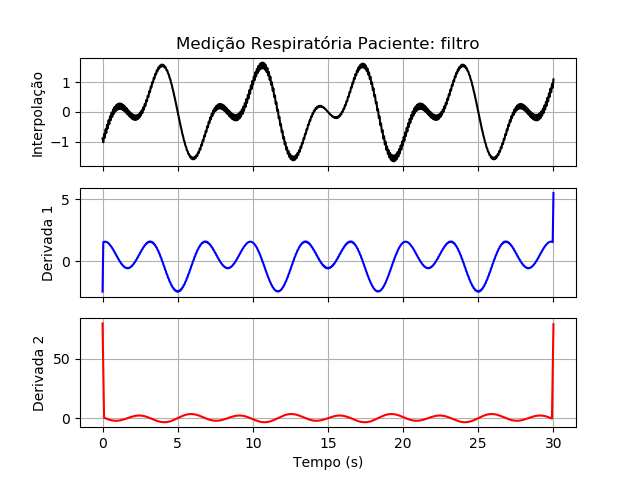 Medição Respiratória Paciente: filtro
Interpolação
1
0
−1
Derivada 1
5
0
Derivada 2
50
0
0
5
10
15
20
25
30
Tempo (s)